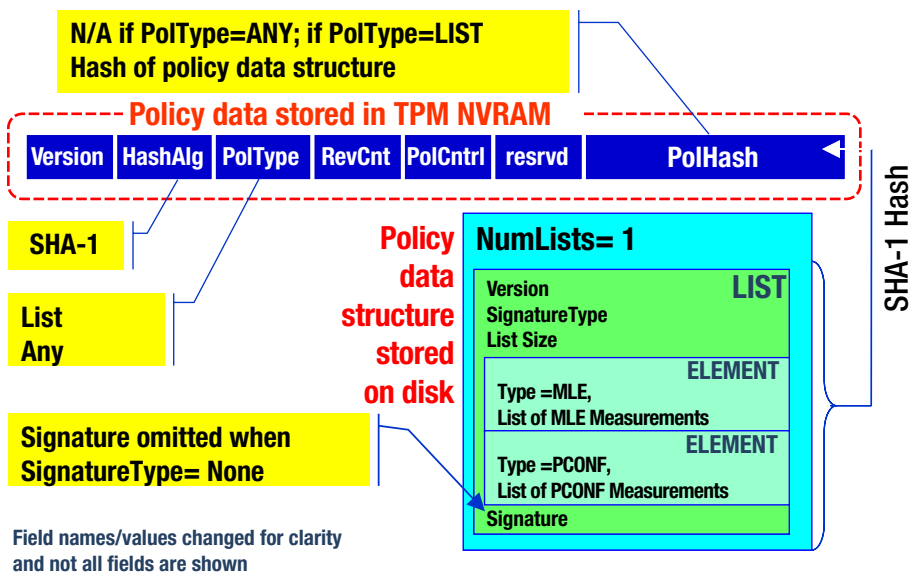 N/A if PolType=ANY; if PolType=LIST
Hash of policy data structure
Policy data stored in TPM NVRAM
Version HashAlg PolType RevCnt PolCntrl resrvd PolHash
SHA-1 Hash
SHA-1
List
Any
Policy
data
structure
stored
on disk
NumLists= 1
LIST
Version
SignatureType
List Size
ELEMENT
Type =MLE,
List of MLE Measurements
ELEMENT
Type =PCONF,
List of PCONF Measurements
Signature
Signature omitted when
SignatureType= None
Field names/values changed for clarity
and not all fields are shown